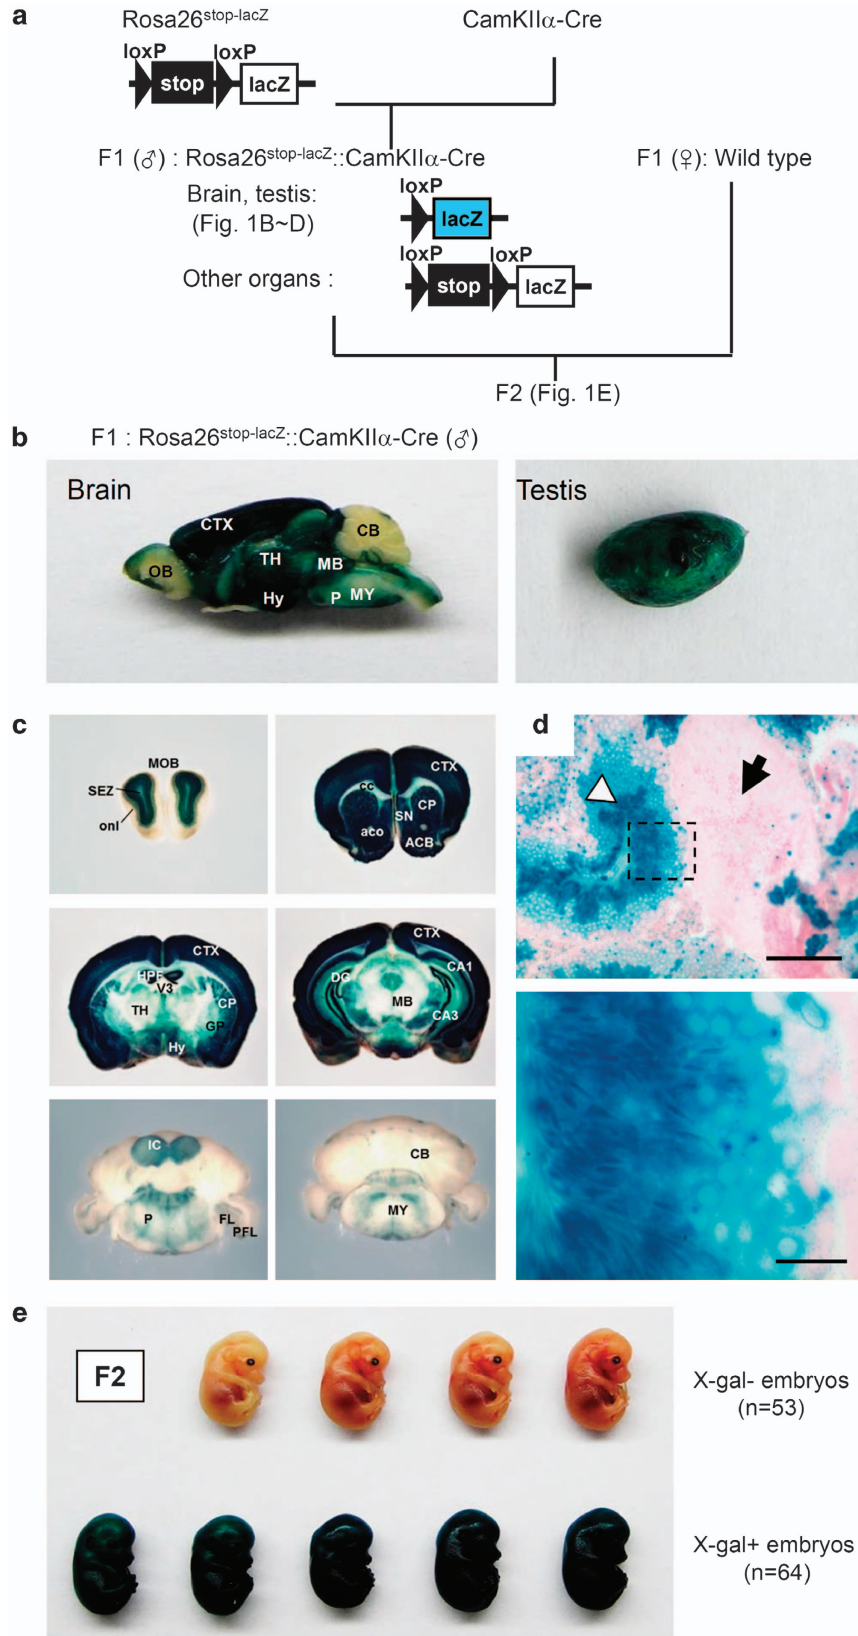 a
Rosa26stop-lacZ CamKIIα-Cre
loxP loxP
stop lacZ
F1 (♂) : Rosa26stop-lacZ::CamKIIα-Cre F1 (♀): Wild type
Brain, testis:
(Fig. 1B~D)
loxP
lacZ
Other organs :
loxP loxP
stop lacZ
F2 (Fig. 1E)
b F1 : Rosa26stop-lacZ::CamKIIα-Cre (♂)
Brain
CTX
CB
OB
TH
MB
Hy
P
MY
Testis
c
MOB
SEZ
onl
CTX
cc
CP
SN
aco
ACB
CTX
HPF
V3
CP
TH
GP
Hy
CTX
CA1
DG
MB
CA3
IC
P
FL
PFL
CB
MY
d
e
F2
X-gal- embryos
(n=53)
X-gal+ embryos
(n=64)